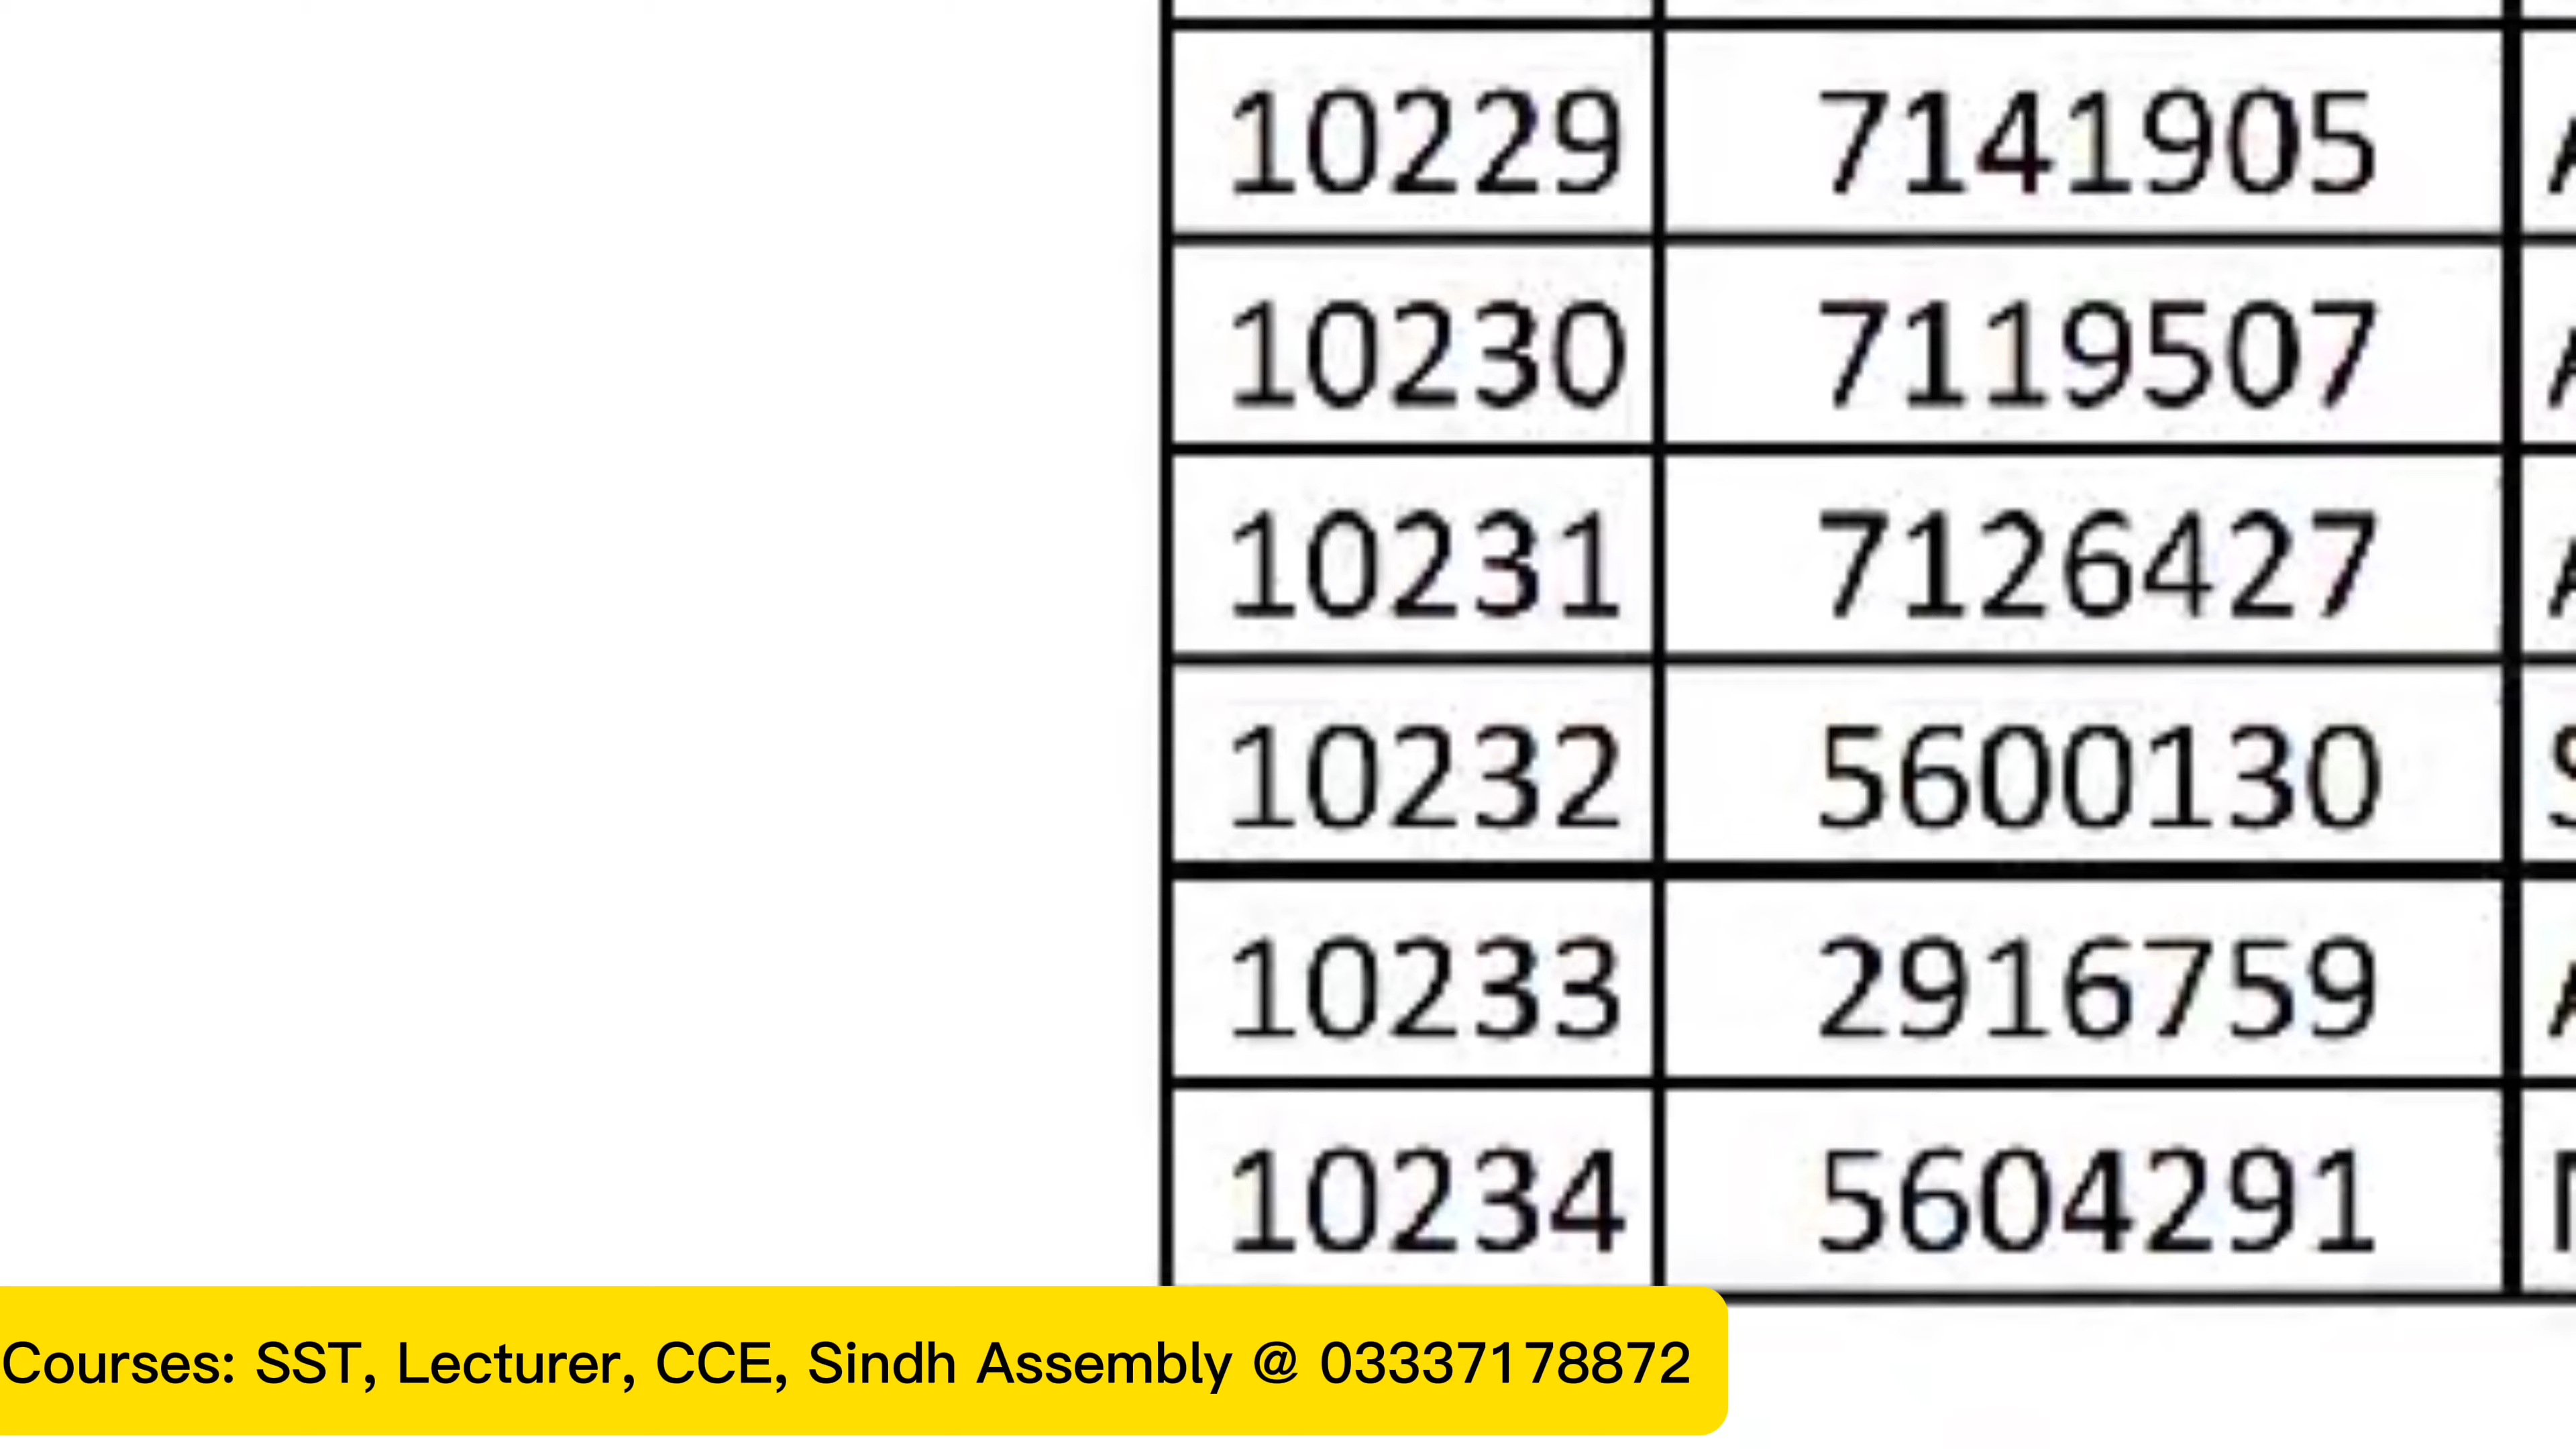 10229 7141905 A
10230 7119507 A
10231 7126427 A
10232 5600130 S
10233 2916759 A
10234 5604291
Courses: SST, Lecturer, CCE, Sindh Assembly @ 03337178872